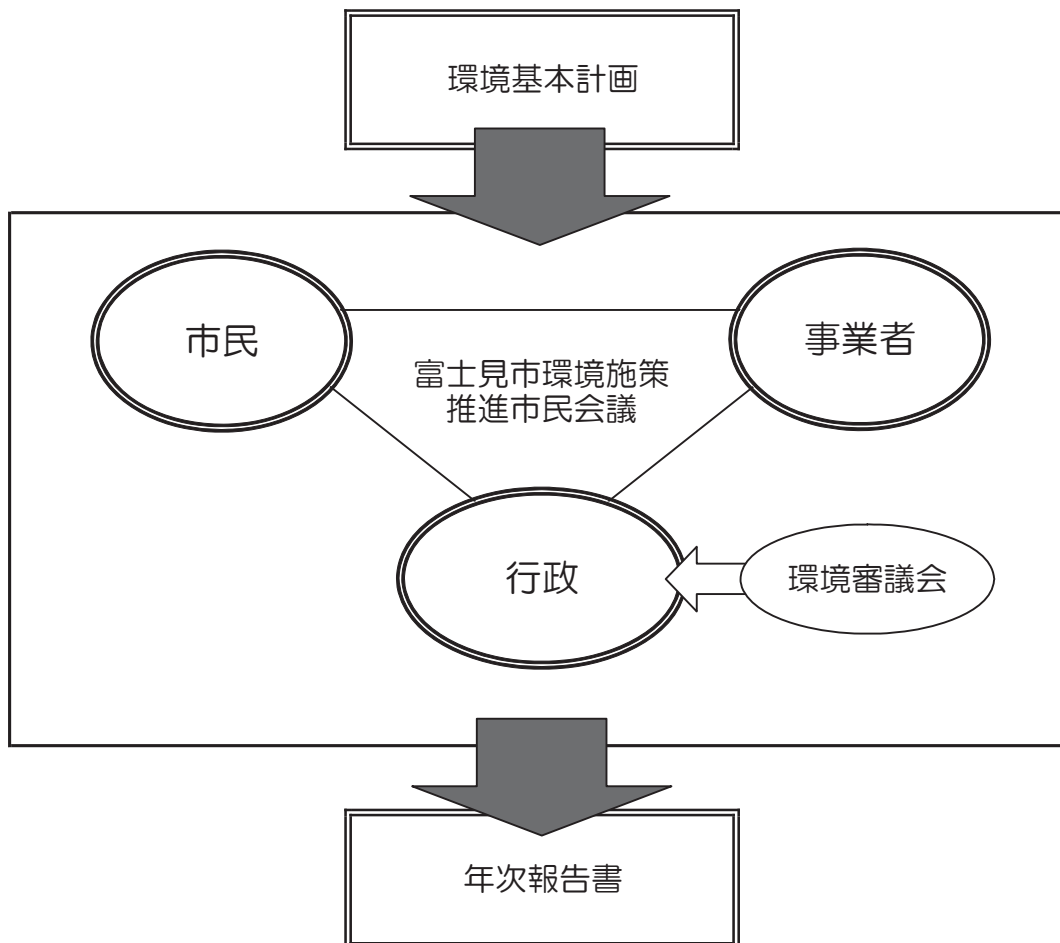 環境基本計画
市民
事業者
富士見市環境施策
推進市民会議
行政
環境審議会
年次報告書